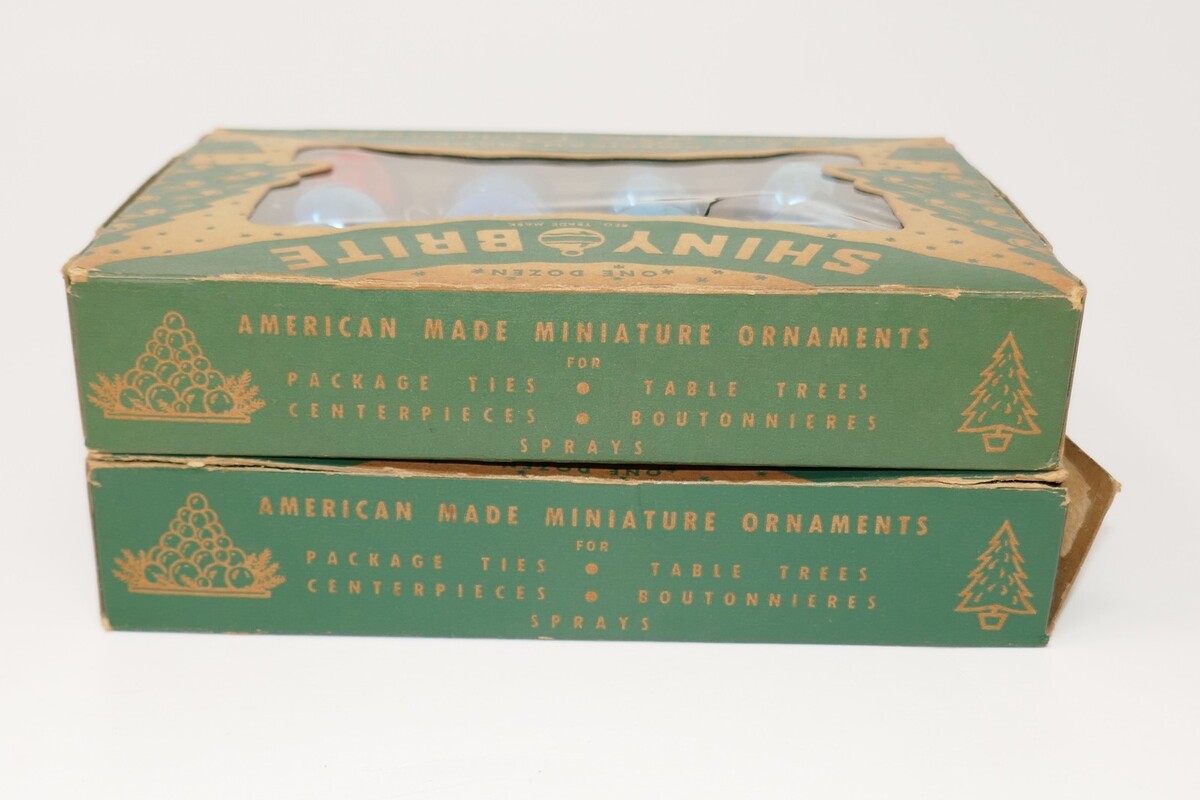 REG. TRADE MARK
SHINY BRITE
ONE DOZEN
AMERICAN MADE MINIATURE ORNAMENTS
FOR
PACKAGE TIES • TABLE TREES
CENTERPIECES • BOUTONNIERES
SPRAYS
ONE DOZEN
AMERICAN MADE MINIATURE ORNAMENTS
FOR
PACKAGE TIES • TABLE TREES
CENTERPIECES • BOUTONNIERES
SPRAYS